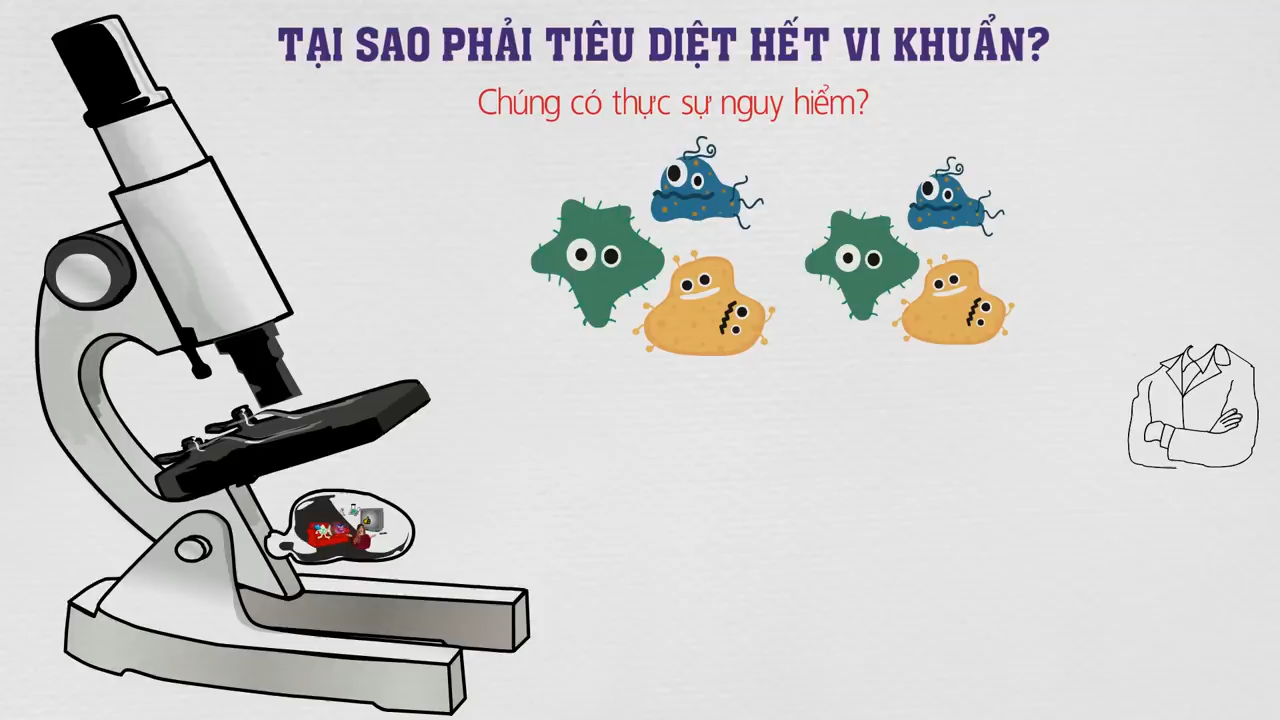 TẠI SAO PHẢI TIÊU DIỆT HẾT VI KHUẨN?
Chúng có thực sự nguy hiểm?